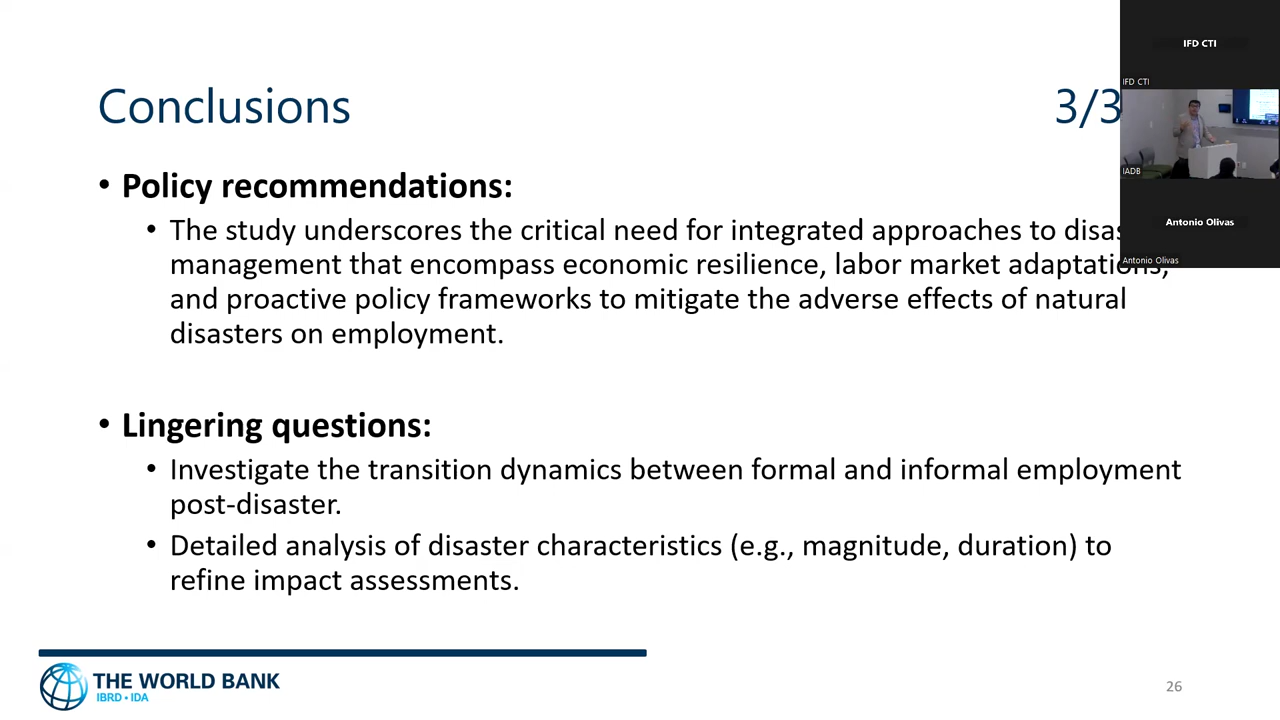 Conclusions 3/3
• Policy recommendations:
• The study underscores the critical need for integrated approaches to
management that encompass economic resilience, labor market adaptations,
and proactive policy frameworks to mitigate the adverse effects of natural
disasters on employment.
• Lingering questions:
• Investigate the transition dynamics between formal and informal employment
post-disaster.
• Detailed analysis of disaster characteristics (e.g., magnitude, duration) to
refine impact assessments.
THE WORLD BANK
IBRD • IDA
26
IFD CTI
IFD CTI
IADB
Antonio Olivas
Antonio Olivas